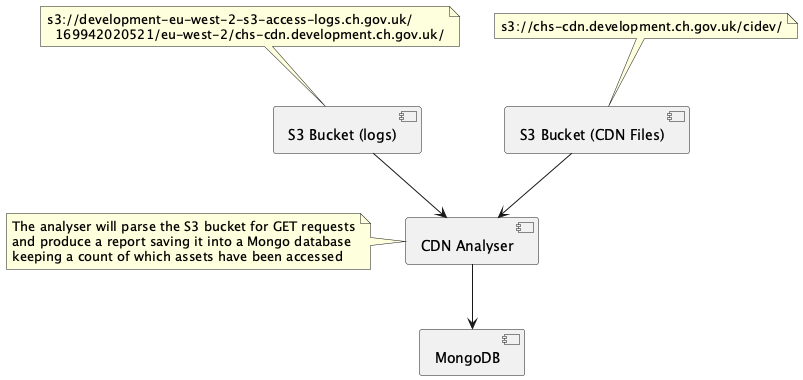 s3://development-eu-west-2-s3-access-logs.ch.gov.uk/
169942020521/eu-west-2/chs-cdn.development.ch.gov.uk/
s3://chs-cdn.development.ch.gov.uk/cidev/
S3 Bucket (logs)
S3 Bucket (CDN Files)
The analyser will parse the S3 bucket for GET requests
and produce a report saving it into a Mongo database
keeping a count of which assets have been accessed
CDN Analyser
MongoDB